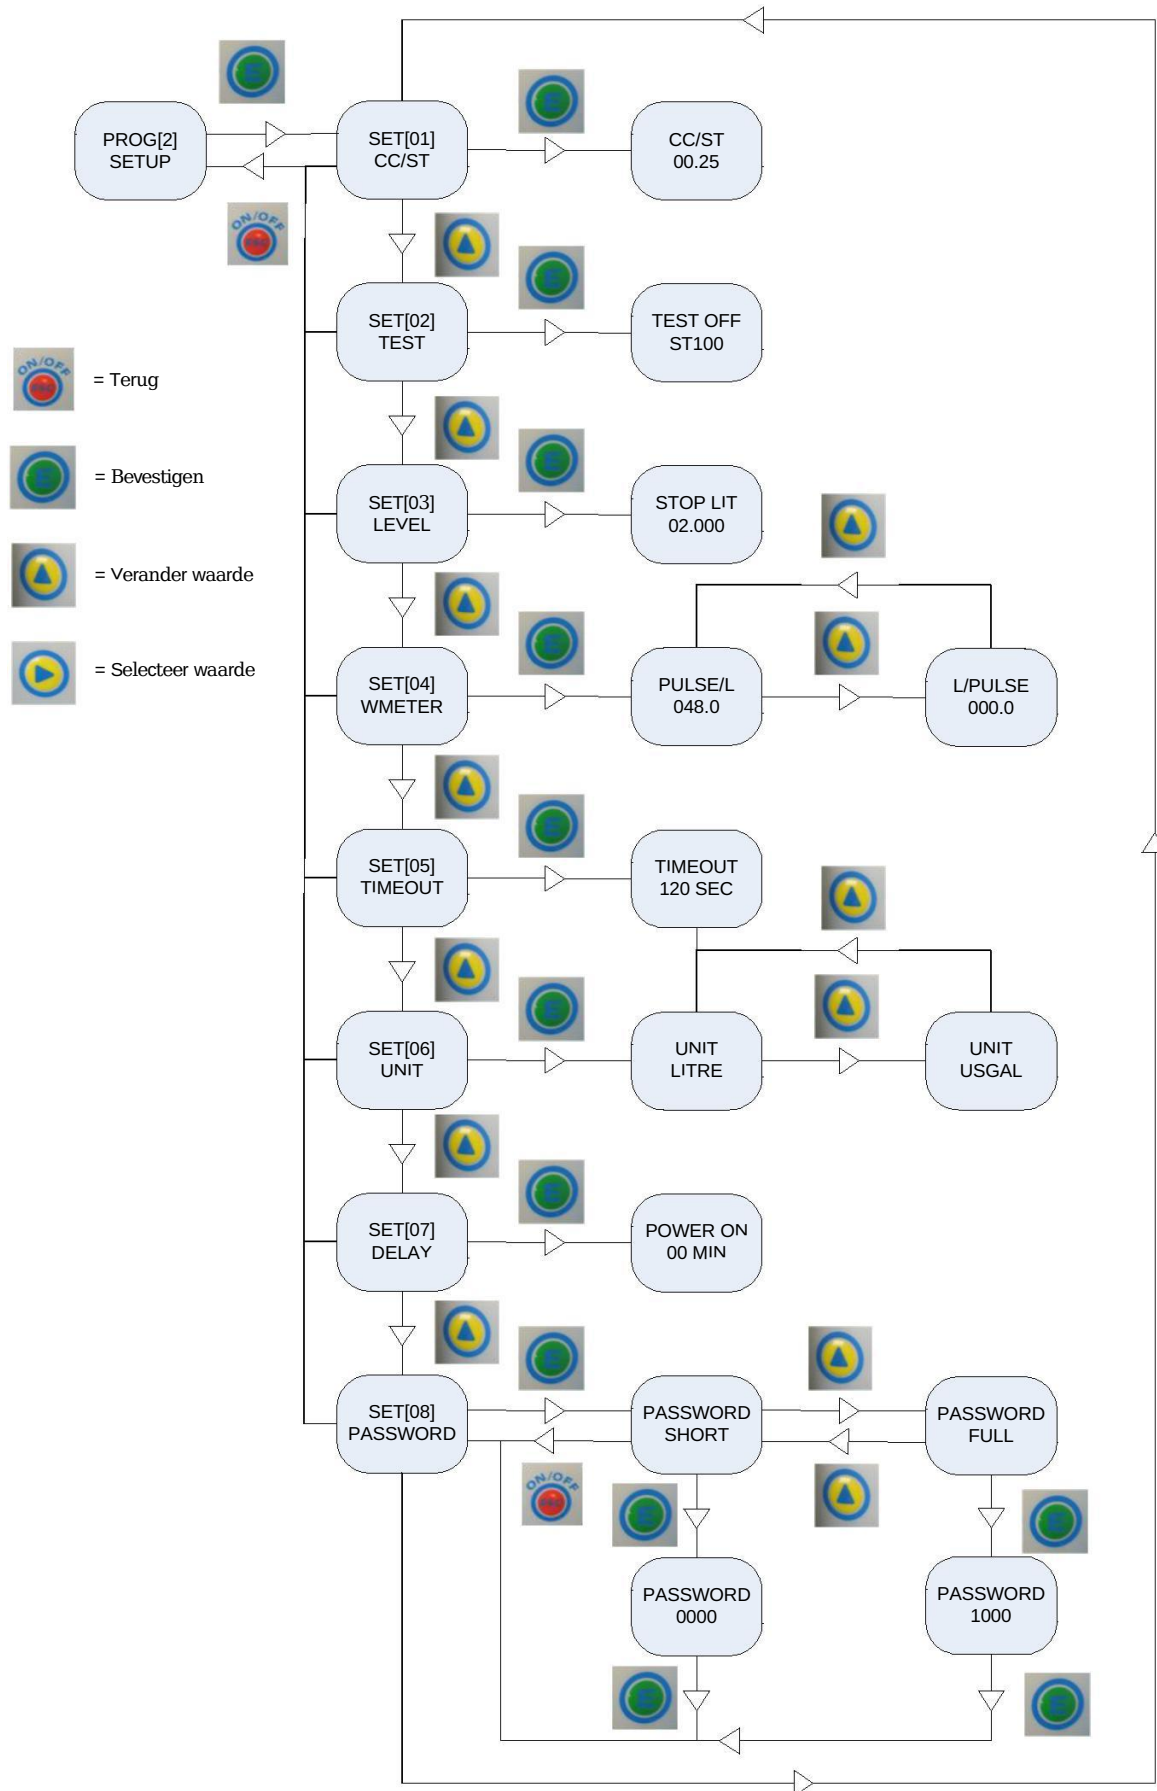 PROG[2]
SETUP
SET[01]
CC/ST
CC/ST
00.25
ON/OFF
ESC
SET[02]
TEST
TEST OFF
ST100
ON/OFF
ESC
= Terug
E
= Bevestigen
= Verander waarde
= Selecteer waarde
SET[03]
LEVEL
STOP LIT
02.000
SET[04]
WMETER
PULSE/L
048.0
L/PULSE
000.0
SET[05]
TIMEOUT
TIMEOUT
120 SEC
SET[06]
UNIT
UNIT
LITRE
UNIT
USGAL
SET[07]
DELAY
POWER ON
00 MIN
SET[08]
PASSWORD
PASSWORD
SHORT
PASSWORD
FULL
ON/OFF
ESC
PASSWORD
0000
PASSWORD
1000